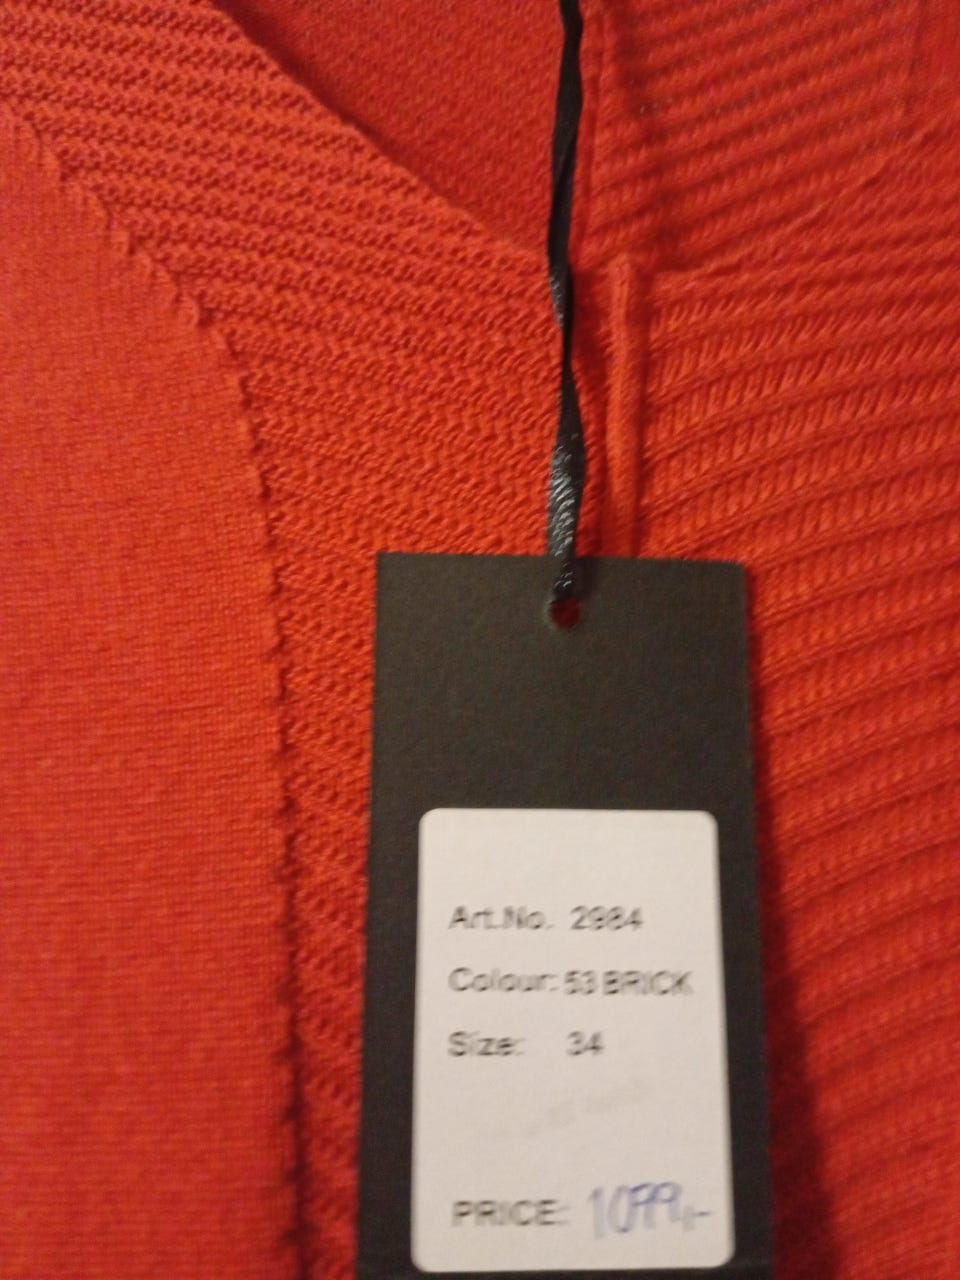 Art.No. 2984
Colour: 53 BRICK
Size: 34
PRICE: 1099,-